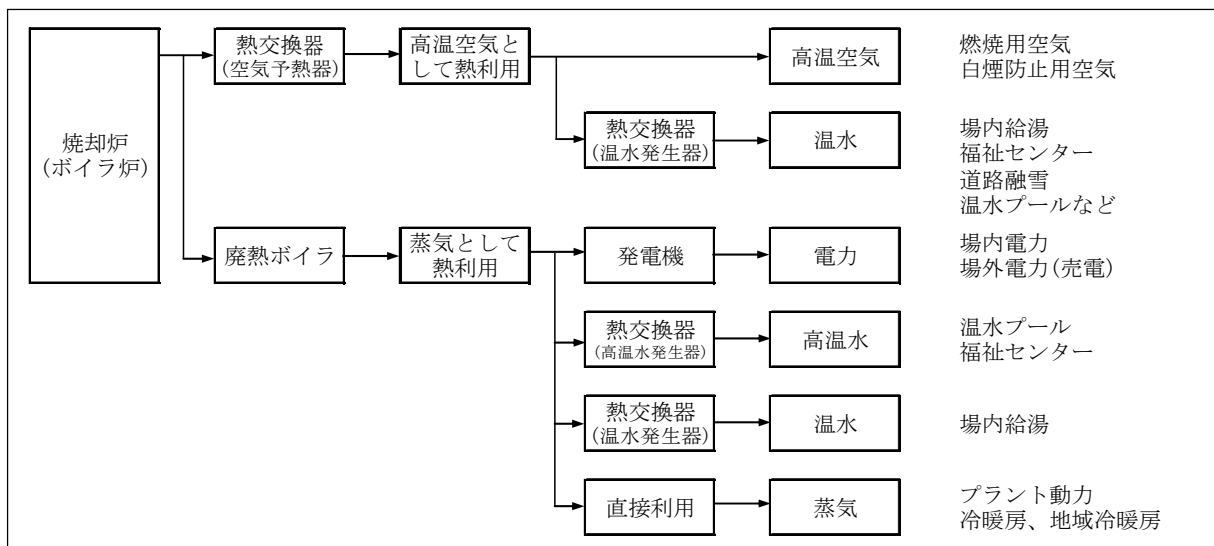 焼却炉
(ボイラ炉)
熱交換器
(空気予熱器)
高温空気と
して熱利用
高温空気
燃焼用空気
白煙防止用空気
熱交換器
(温水発生器)
温水
場内給湯
福祉センター
道路融雪
温水プールなど
廃熱ボイラ
蒸気として
熱利用
発電機
電力
場内電力
場外電力(売電)
熱交換器
(高温水発生器)
高温水
温水プール
福祉センター
熱交換器
(温水発生器)
温水
場内給湯
直接利用
蒸気
プラント動力
冷暖房、地域冷暖房